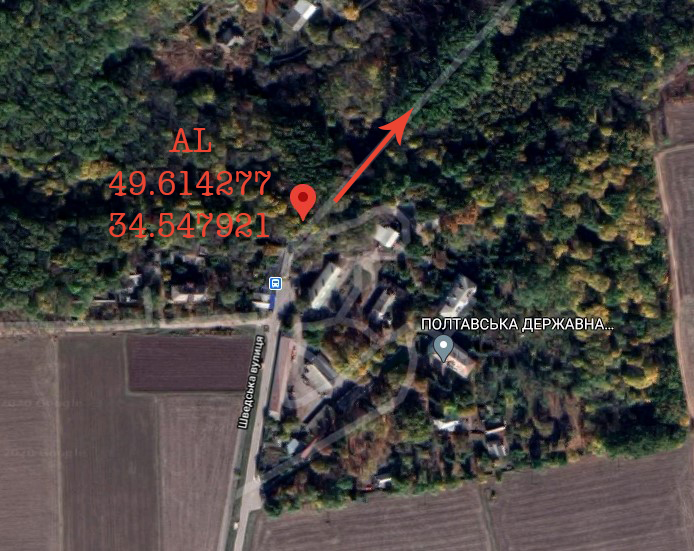 AL
49.614277
34.547921
ПОЛТАВСЬКА ДЕРЖАВНА...
Шведська вулиця